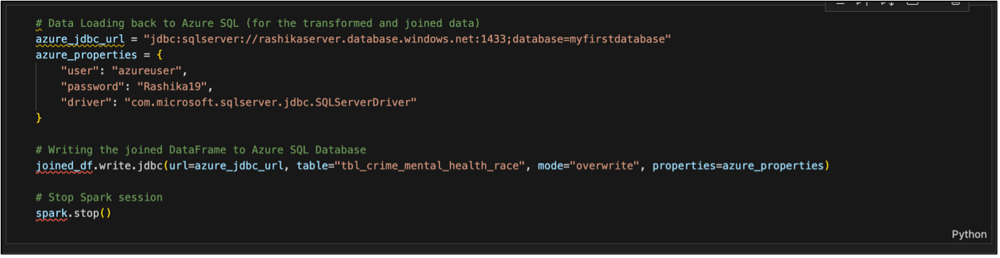 # Data Loading back to Azure SQL (for the transformed and joined data)
azure_jdbc_url = "jdbc:sqlserver://rashikaserver.database.windows.net:1433;database=myfirstdatabase"
azure_properties = {
    "user": "azureuser",
    "password": "Rashika19",
    "driver": "com.microsoft.sqlserver.jdbc.SQLServerDriver"
}
# Writing the joined DataFrame to Azure SQL Database
joined_df.write.jdbc(url=azure_jdbc_url, table="tbl_crime_mental_health_race", mode="overwrite", properties=azure_properties)
# Stop Spark session
spark.stop()
Python